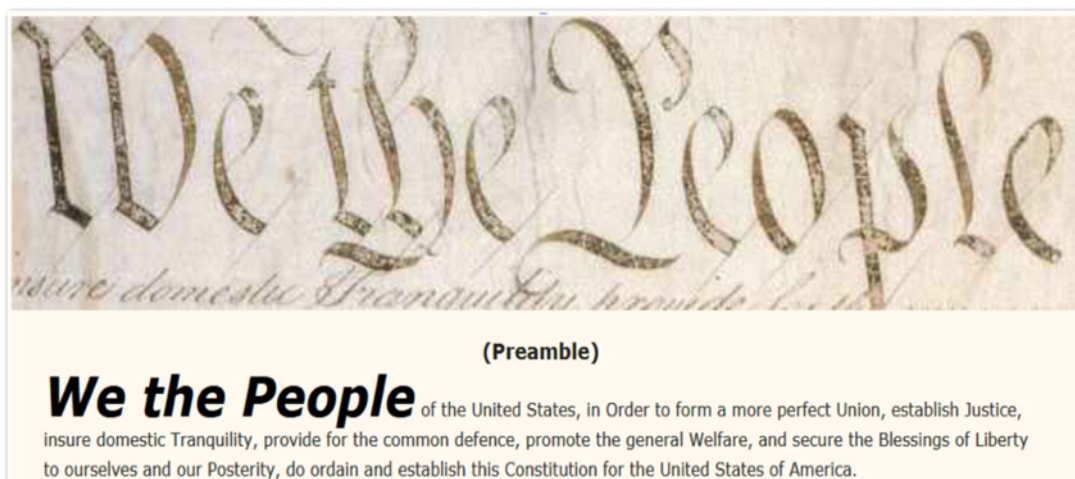 We the People
nsure domestic Tranquility provide
(Preamble)
We the People of the United States, in Order to form a more perfect Union, establish Justice,
insure domestic Tranquility, provide for the common defence, promote the general Welfare, and secure the Blessings of Liberty
to ourselves and our Posterity, do ordain and establish this Constitution for the United States of America.